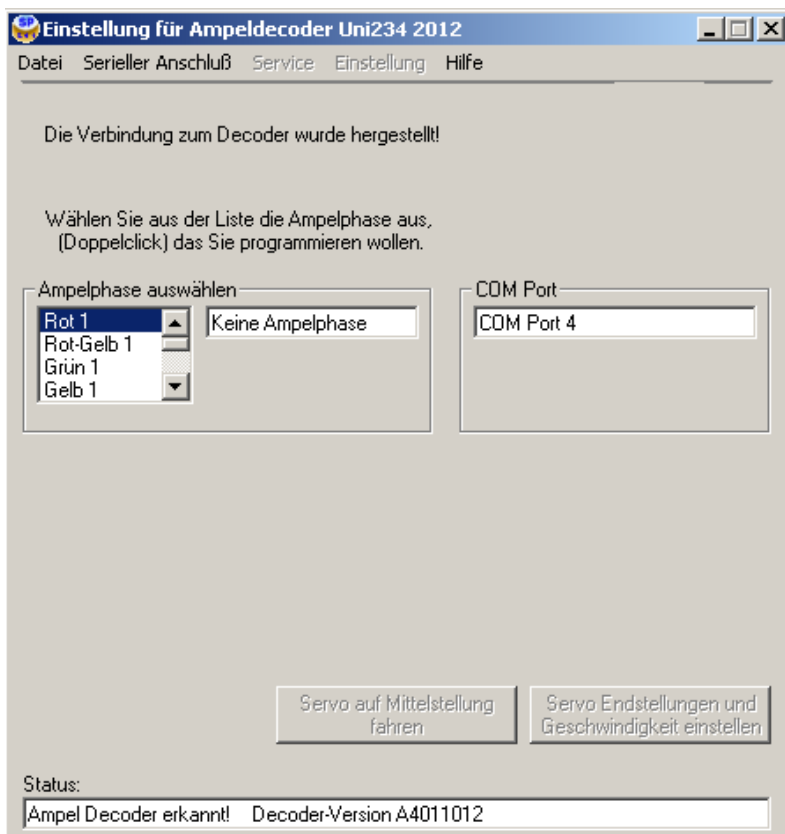 Einstellung für Ampeldecoder Uni234 2012
Datei Serieller Anschluß Service Einstellung Hilfe
Die Verbindung zum Decoder wurde hergestellt!
Wählen Sie aus der Liste die Ampelphase aus,
(Doppelclick) das Sie programmieren wollen.
Ampelphase auswählen
Rot 1
Rot-Gelb 1
Grün 1
Gelb 1
Keine Ampelphase
COM Port
COM Port 4
Servo auf Mittelstellung
fahren
Servo Endstellungen und
Geschwindigkeit einstellen
Status:
Ampel Decoder erkannt! Decoder-Version A4011012